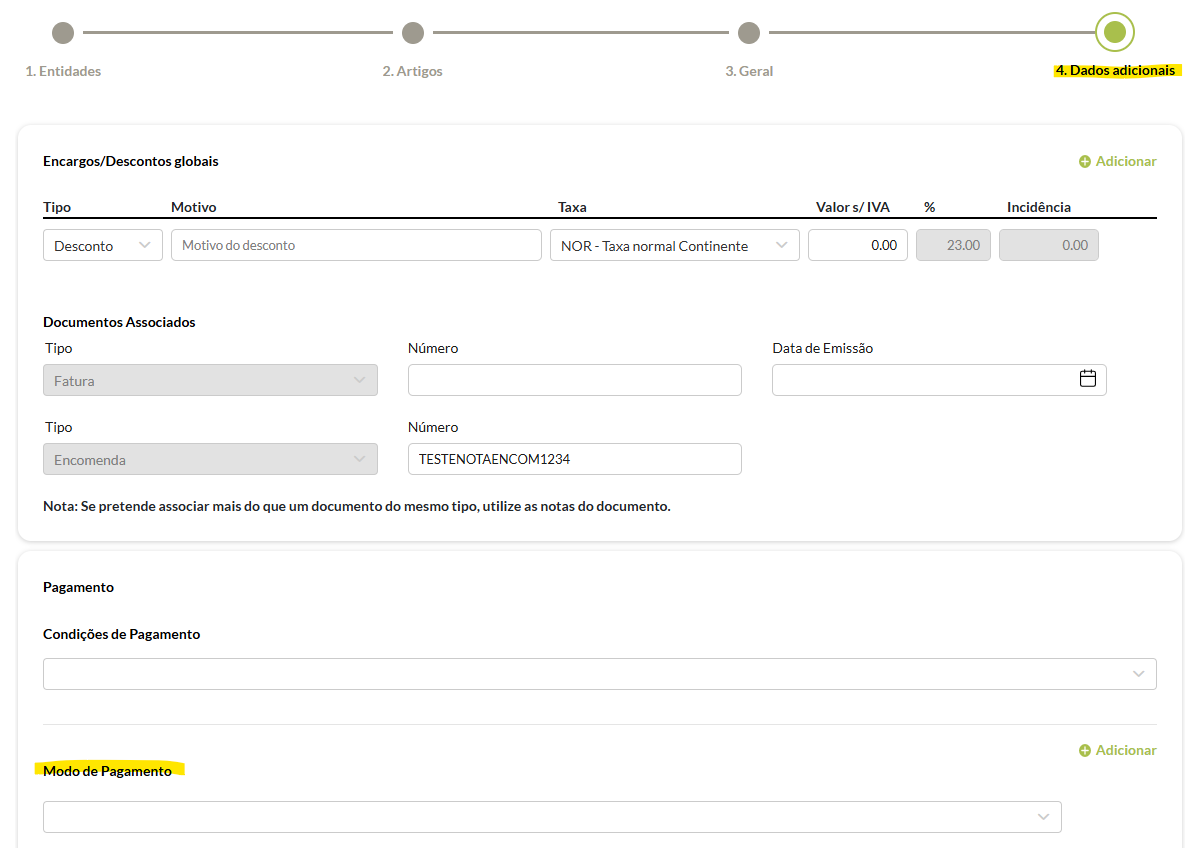 1. Entidades
2. Artigos
3. Geral
4. Dados adicionais
Encargos/Descontos globais
Adicionar
Tipo Motivo Taxa Valor s/ IVA % Incidência
Desconto Motivo do desconto NOR - Taxa normal Continente 0.00 23.00 0.00
Documentos Associados
Tipo Número Data de Emissão
Fatura
Tipo Número
Encomenda TESTENOTAENCOM1234
Nota: Se pretende associar mais do que um documento do mesmo tipo, utilize as notas do documento.
Pagamento
Condições de Pagamento
Adicionar
Modo de Pagamento